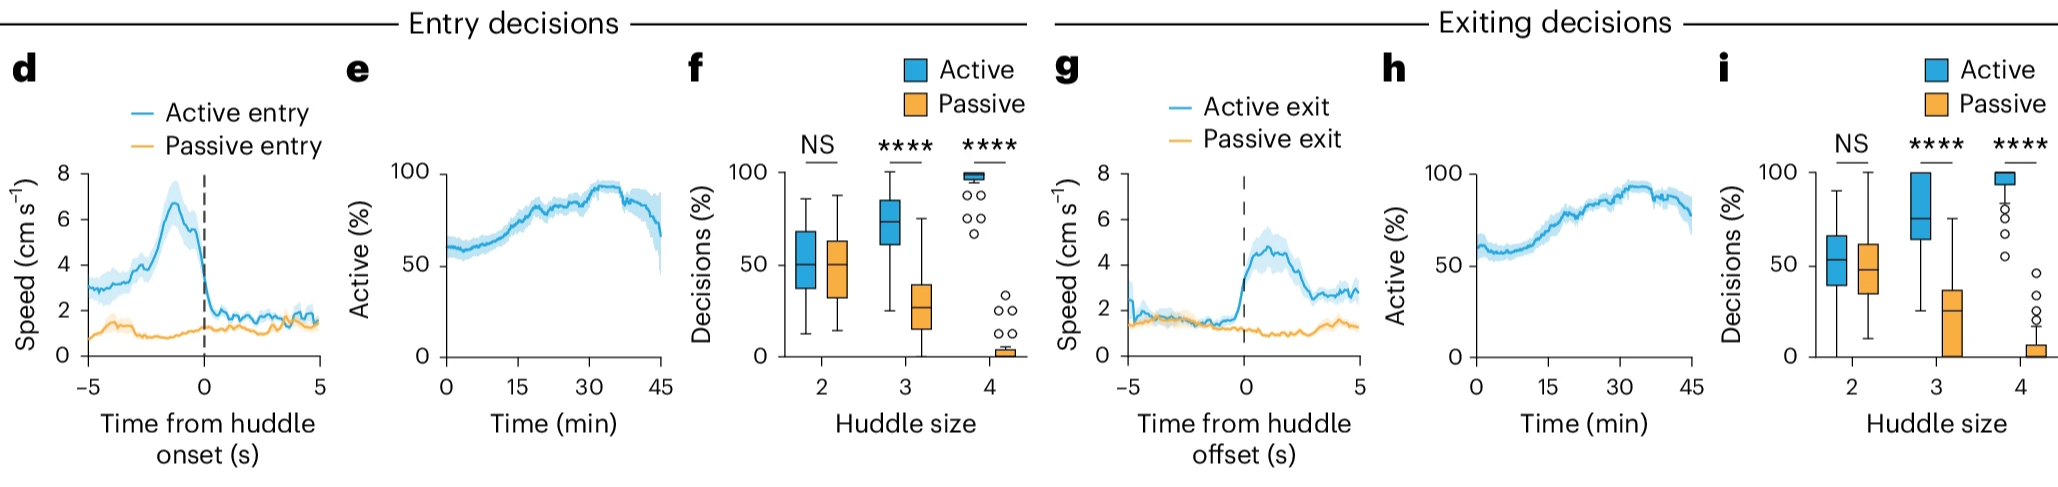 Entry decisions
Exiting decisions
d
Active entry
Passive entry
8
6
4
2
0
Speed (cm s⁻¹)
−5
0
5
Time from huddle
onset (s)
e
100
50
0
Active (%)
0
15
30
45
Time (min)
f
Active
Passive
NS
****
****
100
50
0
Decisions (%)
2
3
4
Huddle size
g
Active exit
Passive exit
8
6
4
2
0
Speed (cm s⁻¹)
−5
0
5
Time from huddle
offset (s)
h
100
50
0
Active (%)
0
15
30
45
Time (min)
i
Active
Passive
NS
****
****
100
50
0
Decisions (%)
2
3
4
Huddle size